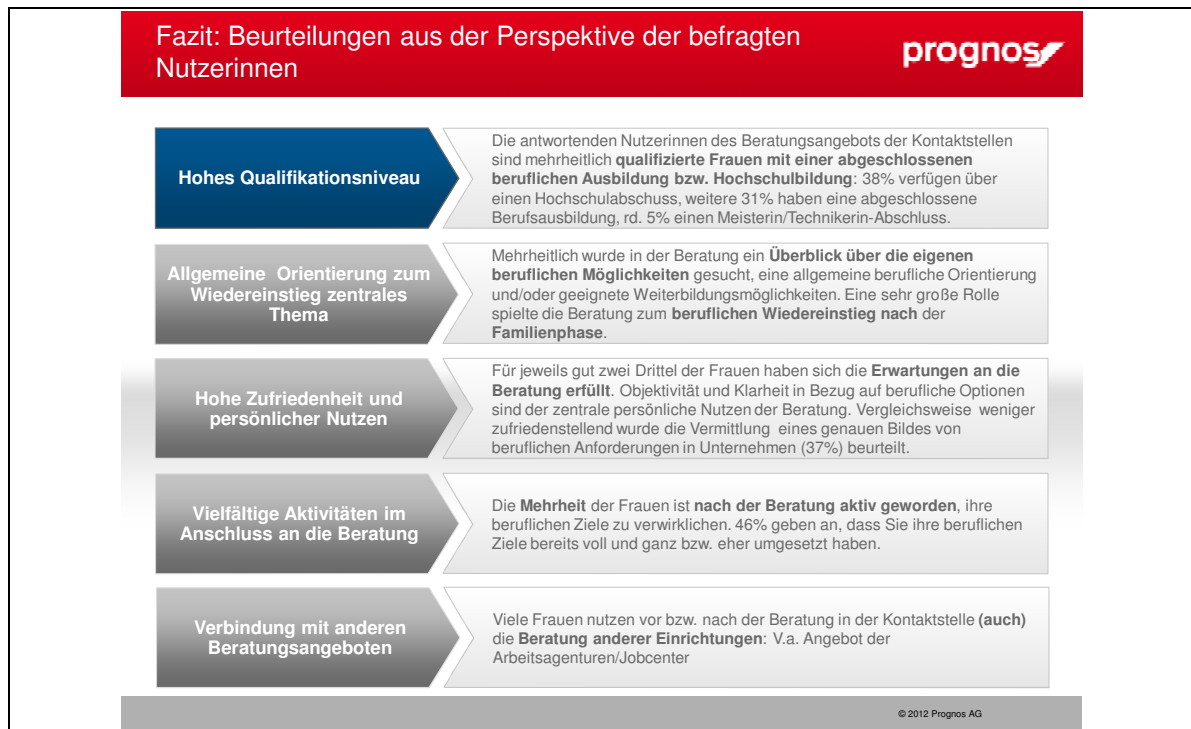 Fazit: Beurteilungen aus der Perspektive der befragten
Nutzerinnen
prognos
Hohes Qualifikationsniveau
Die antwortenden Nutzerinnen des Beratungsangebots der Kontaktstellen
sind mehrheitlich qualifizierte Frauen mit einer abgeschlossenen
beruflichen Ausbildung bzw. Hochschulbildung: 38% verfügen über
einen Hochschulabschuss, weitere 31% haben eine abgeschlossene
Berufsausbildung, rd. 5% einen Meisterin/Technikerin-Abschluss.
Allgemeine Orientierung zum
Wiedereinstieg zentrales
Thema
Mehrheitlich wurde in der Beratung ein Überblick über die eigenen
beruflichen Möglichkeiten gesucht, eine allgemeine berufliche Orientierung
und/oder geeignete Weiterbildungsmöglichkeiten. Eine sehr große Rolle
spielte die Beratung zum beruflichen Wiedereinstieg nach der
Familienphase.
Hohe Zufriedenheit und
persönlicher Nutzen
Für jeweils gut zwei Drittel der Frauen haben sich die Erwartungen an die
Beratung erfüllt. Objektivität und Klarheit in Bezug auf berufliche Optionen
sind der zentrale persönliche Nutzen der Beratung. Vergleichsweise weniger
zufriedenstellend wurde die Vermittlung eines genauen Bildes von
beruflichen Anforderungen in Unternehmen (37%) beurteilt.
Vielfältige Aktivitäten im
Anschluss an die Beratung
Die Mehrheit der Frauen ist nach der Beratung aktiv geworden, ihre
beruflichen Ziele zu verwirklichen. 46% geben an, dass Sie ihre beruflichen
Ziele bereits voll und ganz bzw. eher umgesetzt haben.
Verbindung mit anderen
Beratungsangeboten
Viele Frauen nutzen vor bzw. nach der Beratung in der Kontaktstelle (auch)
die Beratung anderer Einrichtungen: V.a. Angebot der
Arbeitsagenturen/Jobcenter
© 2012 Prognos AG